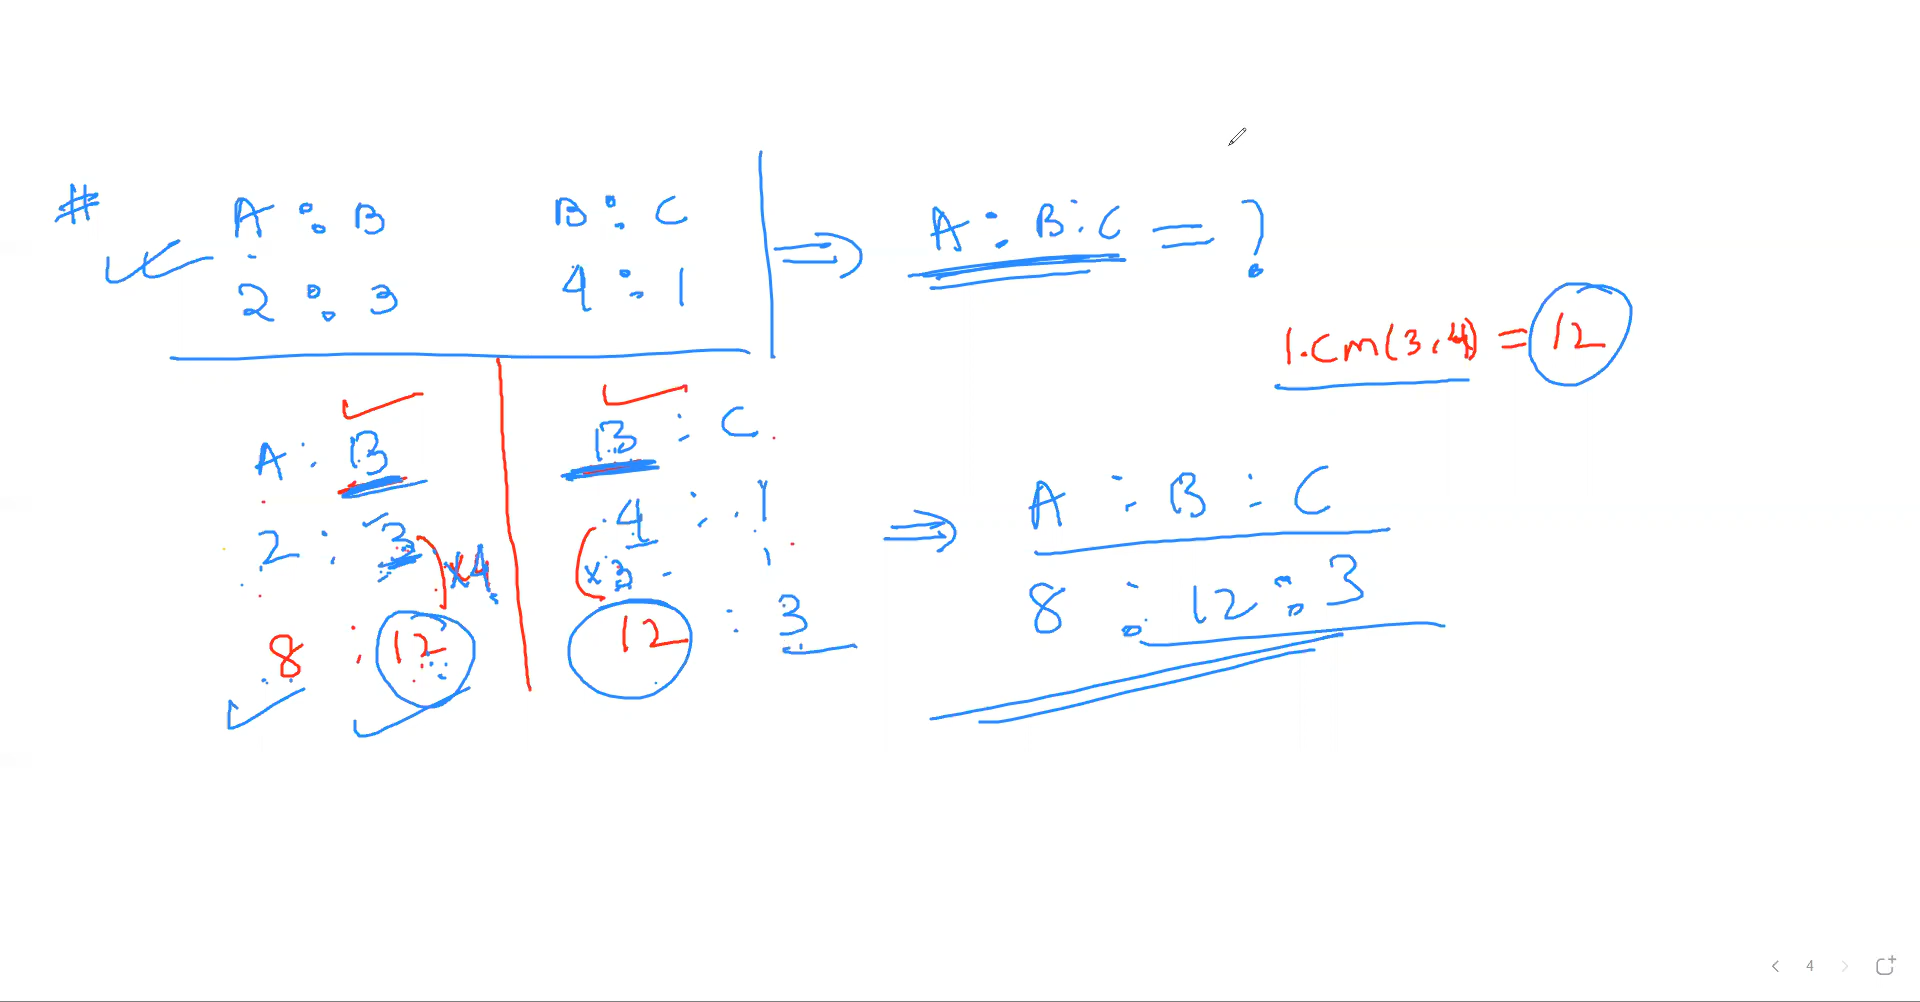 # A : B B : C ⇒ A : B : C = ?
2 : 3 4 : 1
l.cm(3,4) = 12
A : B B : C
2 : 3 ×4 4 : 1
×3
8 : 12 12 : 3
⇒ A : B : C
8 : 12 : 3
4